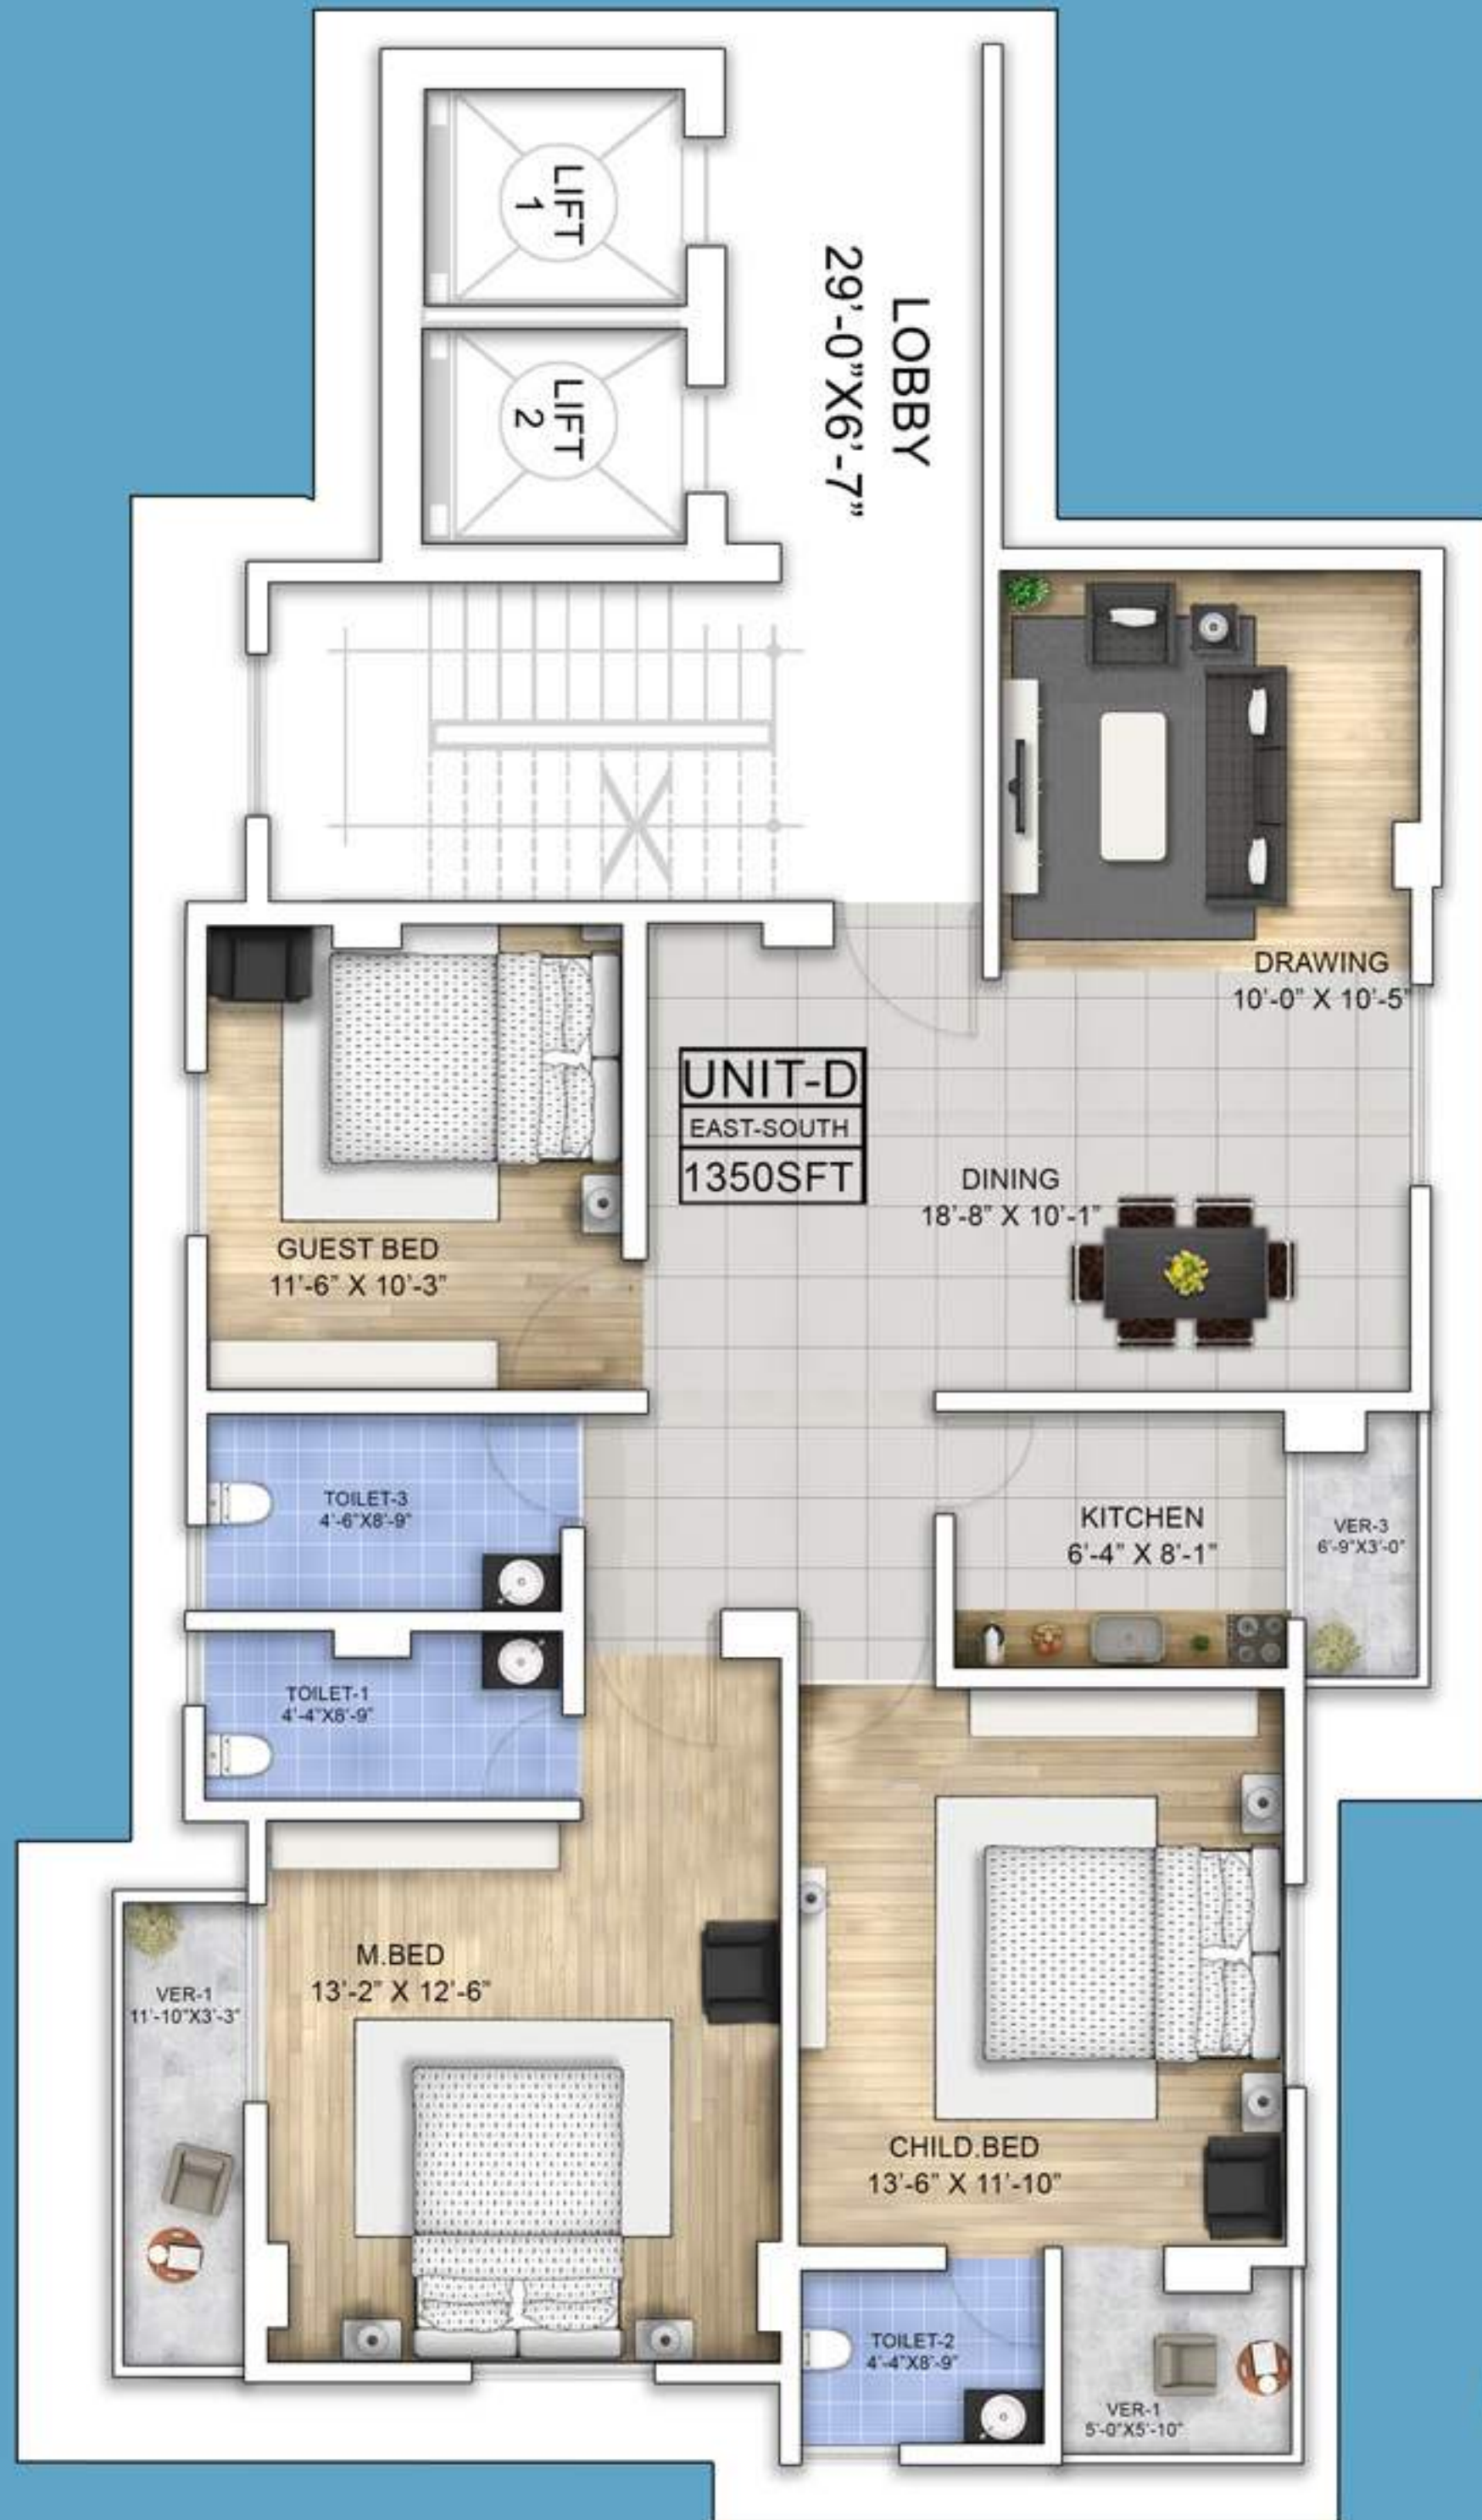 LIFT
1
LIFT
2
LOBBY
29'-0"X6'-7"
DRAWING
10'-0" X 10'-5"
UNIT-D
EAST-SOUTH
1350SFT
DINING
18'-8" X 10'-1"
GUEST BED
11'-6" X 10'-3"
TOILET-3
4'-6"X8'-9"
KITCHEN
6'-4" X 8'-1"
VER-3
6'-9"X3'-0"
TOILET-1
4'-4"X8'-9"
M.BED
13'-2" X 12'-6"
VER-1
11'-10"X3'-3"
CHILD.BED
13'-6" X 11'-10"
TOILET-2
4'-4"X8'-9"
VER-1
5'-0"X5'-10"